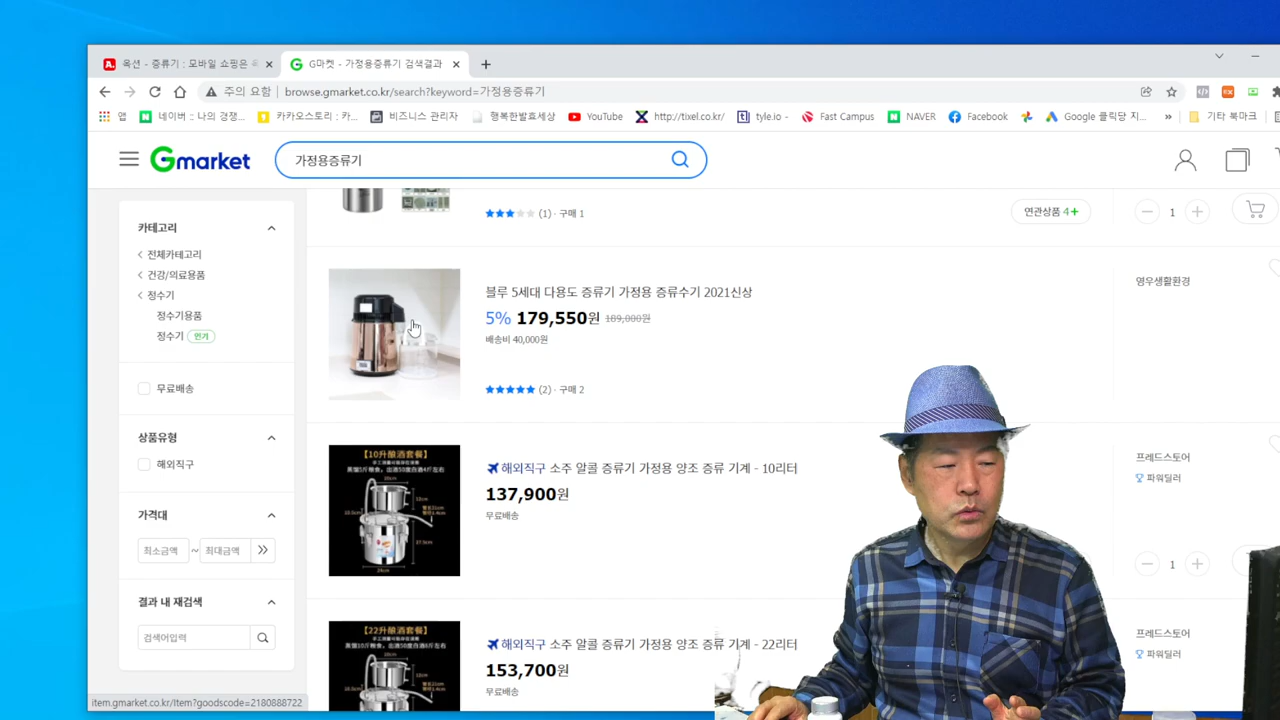 옥션 - 증류기 : 모바일 쇼핑은
G마켓 - 가정용증류기 검색결과
주의 요함
browse.gmarket.co.kr/search?keyword=가정용증류기
앱
네이버 :: 나의 경쟁...
카카오스토리 : 카...
비즈니스 관리자
행복한발효세상
YouTube
http://tixel.co.kr/
tyle.io -
Fast Campus
NAVER
Facebook
Google 클릭당 지...
»
기타 북마크
Gmarket
가정용증류기
카테고리
전체카테고리
건강/의료용품
정수기
정수기용품
정수기 인기
무료배송
상품유형
해외직구
가격대
최소금액 ~ 최대금액
결과 내 재검색
검색어입력
(1) · 구매 1
연관상품 4+
1
블루 5세대 다용도 증류기 가정용 증류수기 2021신상
5% 179,550원 189,000원
배송비 40,000원
(2) · 구매 2
영우생활환경
【10升酿酒套餐】
해외직구 소주 알콜 증류기 가정용 양조 증류 기계 - 10리터
137,900원
무료배송
프레드스토어
파워딜러
1
【22升酿酒套餐】
해외직구 소주 알콜 증류기 가정용 양조 증류 기계 - 22리터
153,700원
무료배송
프레드스토어
파워딜러
item.gmarket.co.kr/Item?goodscode=2180888722